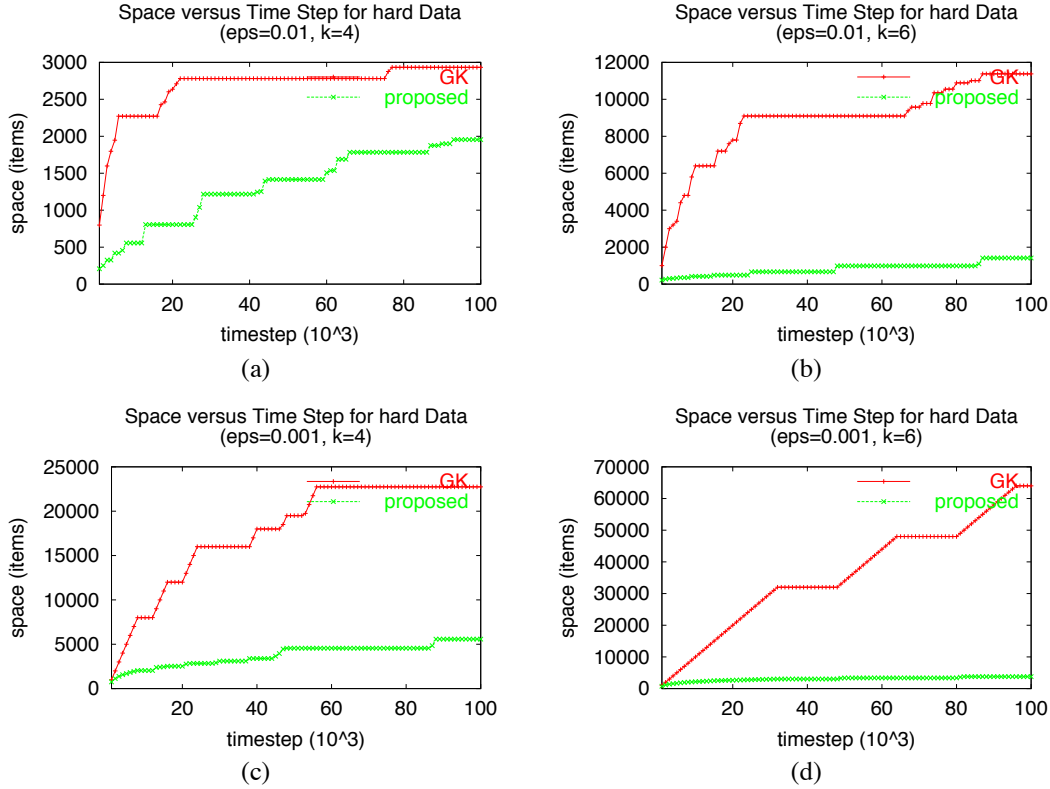 Space versus Time Step for hard Data
(eps=0.01, k=4)
3000
2500
2000
1500
1000
500
0
space (items)
GK
proposed
20
40
60
80
100
timestep (10^3)
(a)
Space versus Time Step for hard Data
(eps=0.01, k=6)
12000
10000
8000
6000
4000
2000
0
space (items)
GK
proposed
20
40
60
80
100
timestep (10^3)
(b)
Space versus Time Step for hard Data
(eps=0.001, k=4)
25000
20000
15000
10000
5000
0
space (items)
GK
proposed
20
40
60
80
100
timestep (10^3)
(c)
Space versus Time Step for hard Data
(eps=0.001, k=6)
70000
60000
50000
40000
30000
20000
10000
0
space (items)
GK
proposed
20
40
60
80
100
timestep (10^3)
(d)